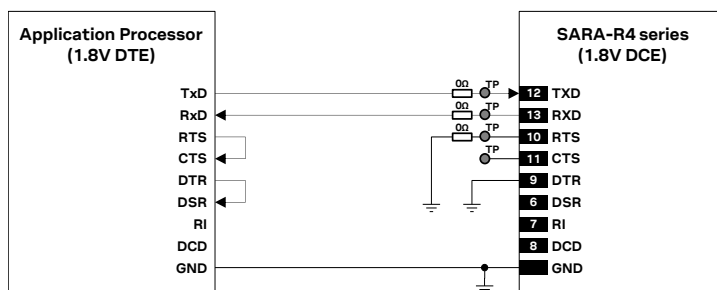 Application Processor
(1.8V DTE)
SARA-R4 series
(1.8V DCE)
TxD 0Ω TP 12 TXD
RxD 0Ω TP 13 RXD
RTS 0Ω TP 10 RTS
CTS TP 11 CTS
DTR 9 DTR
DSR 6 DSR
RI 7 RI
DCD 8 DCD
GND GND